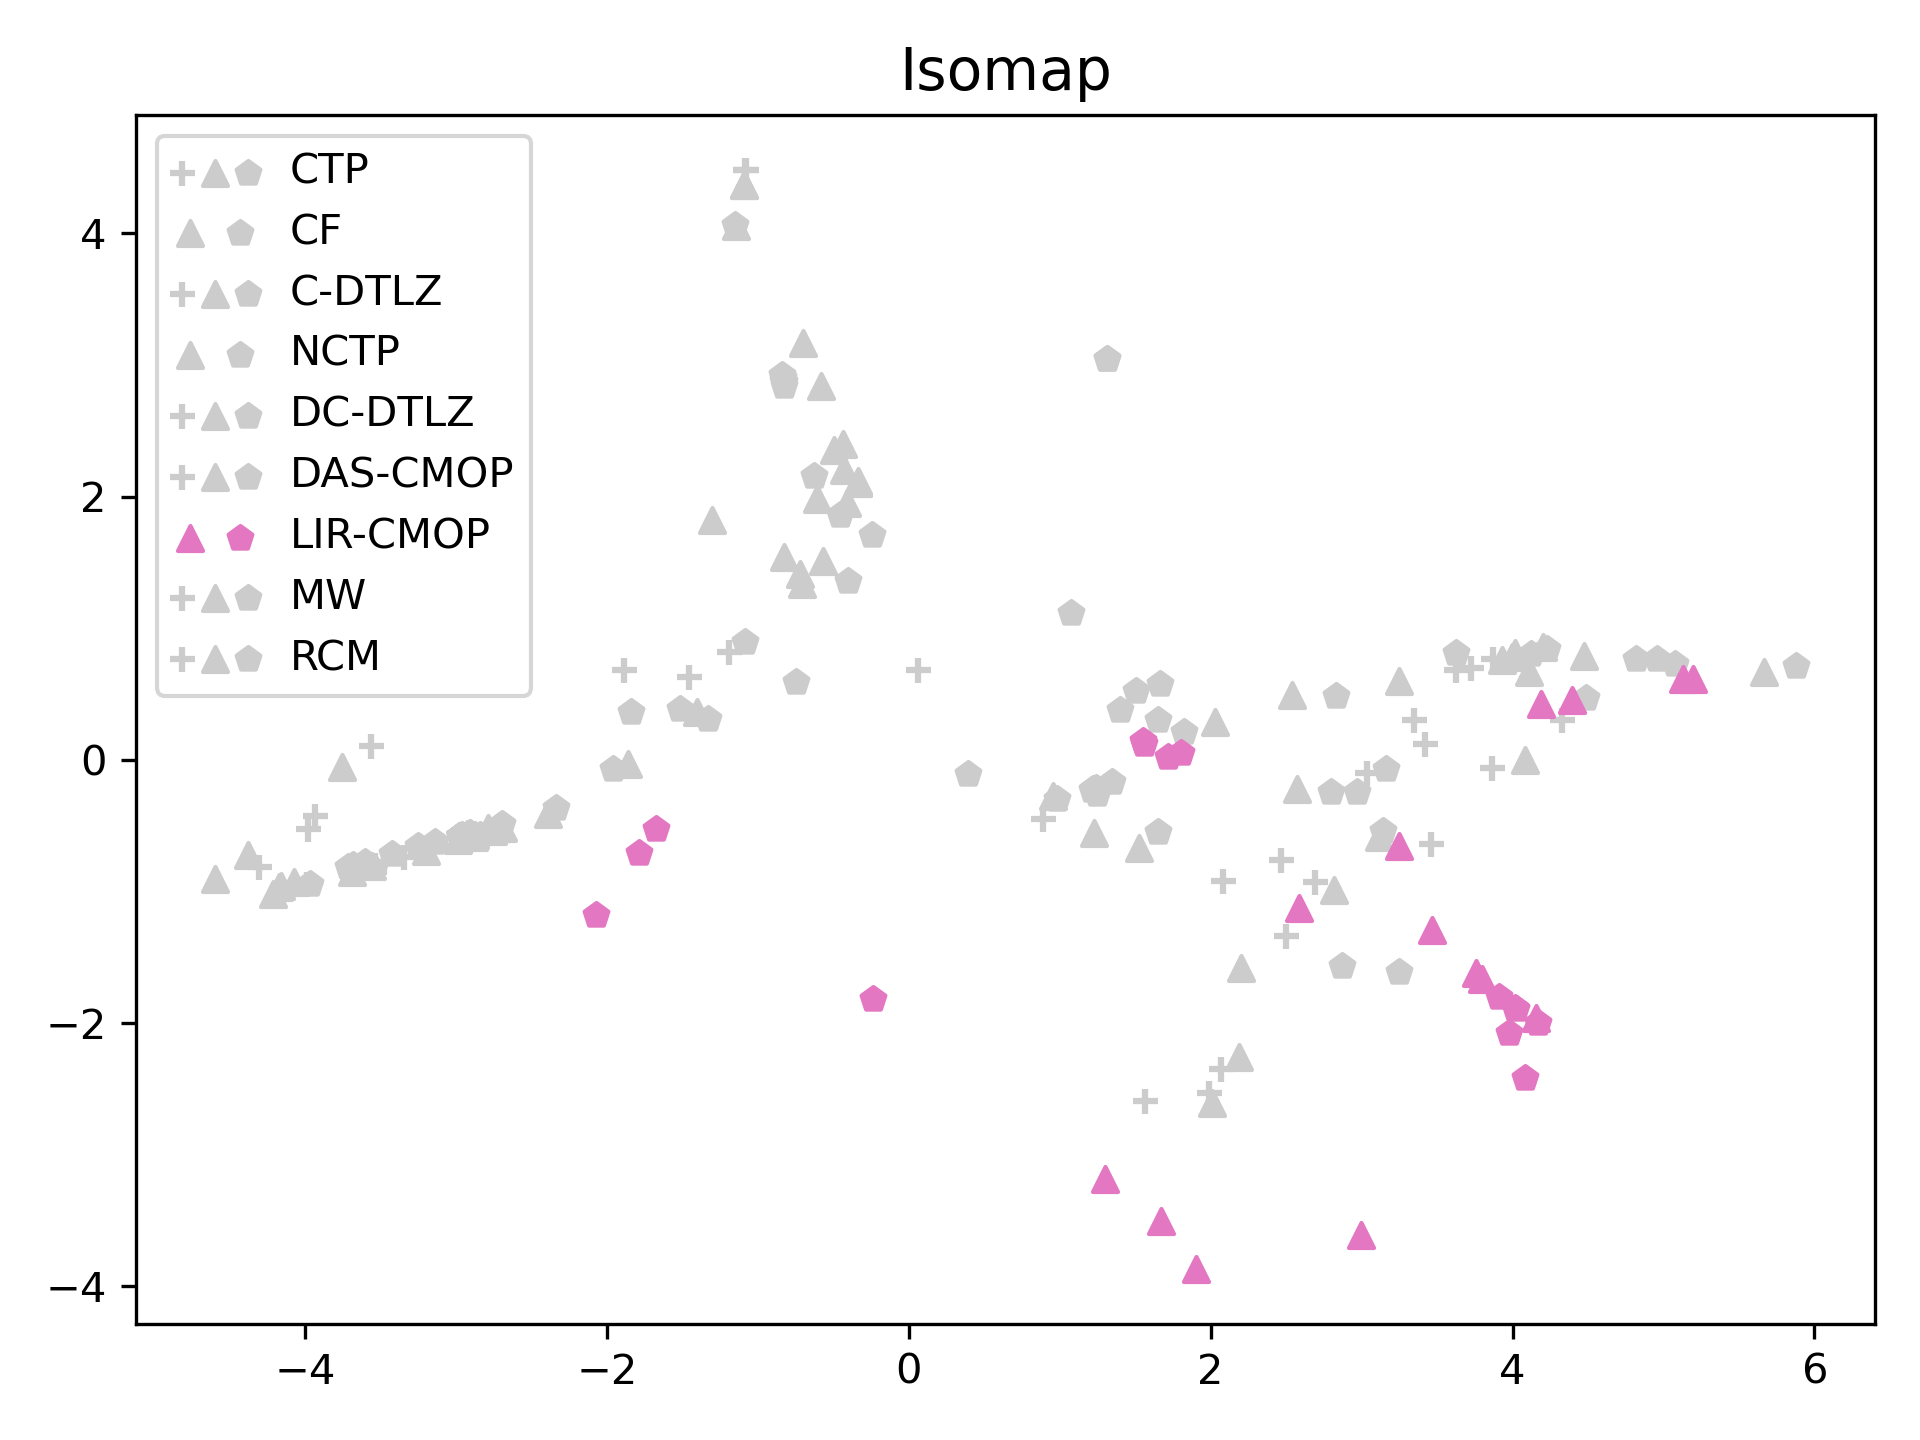 Isomap
CTP
CF
C-DTLZ
NCTP
DC-DTLZ
DAS-CMOP
LIR-CMOP
MW
RCM
4
2
0
−2
−4
−4 −2 0 2 4 6